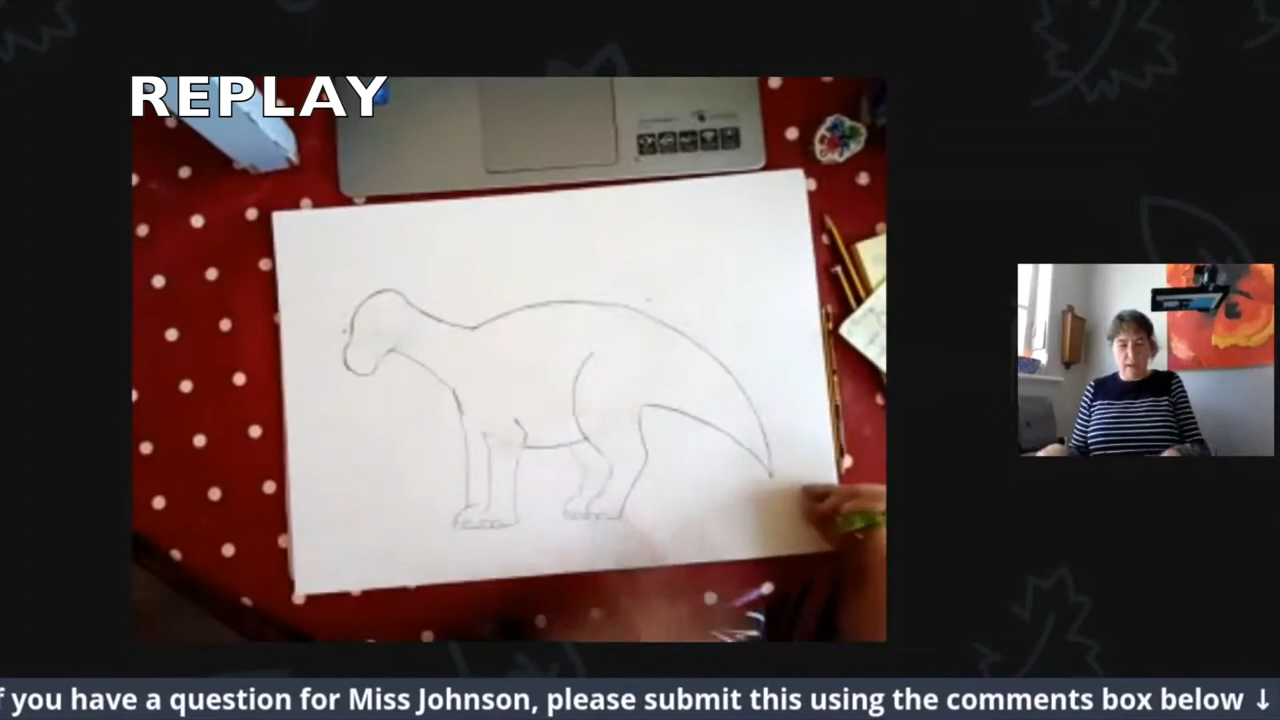 REPLAY
f you have a question for Miss Johnson, please submit this using the comments box below ↓